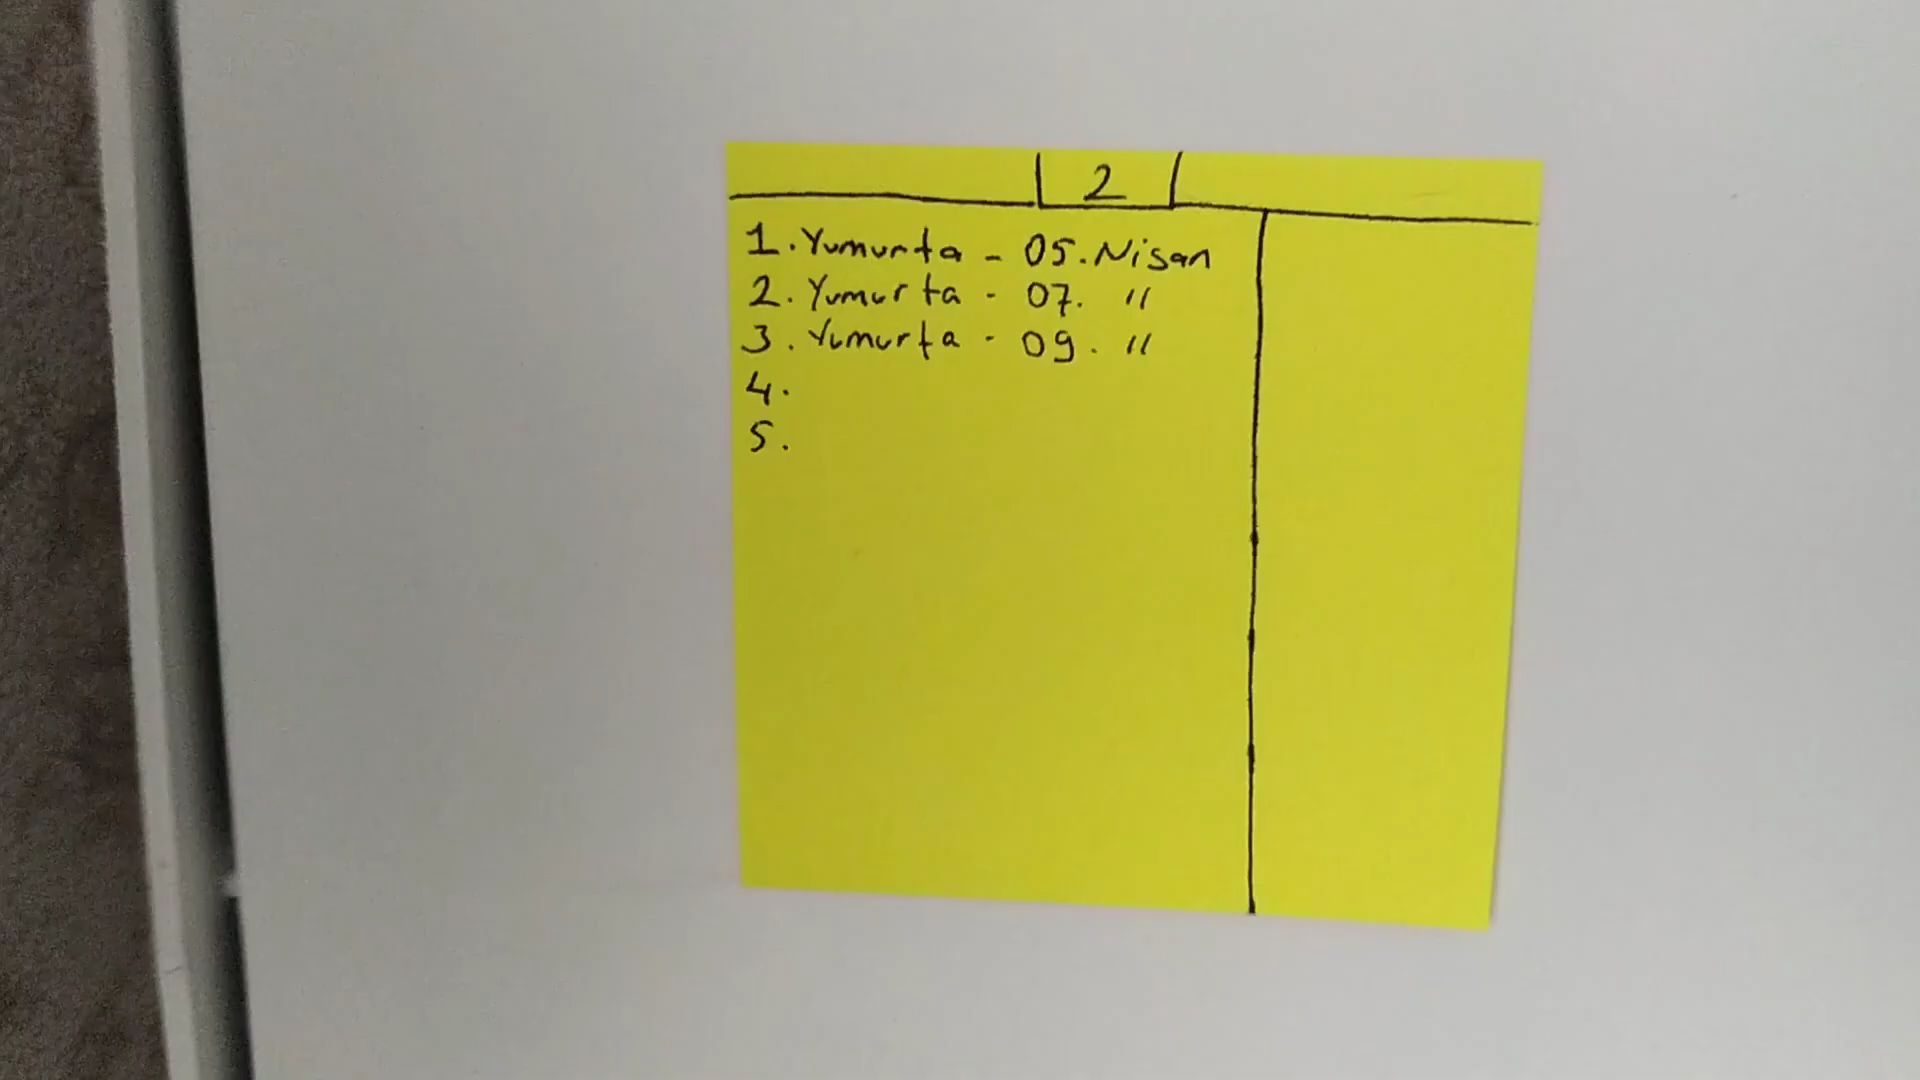 2
1. Yumurta - 05. Nisan
2. Yumurta - 07. "
3. Yumurta - 09. "
4.
5.